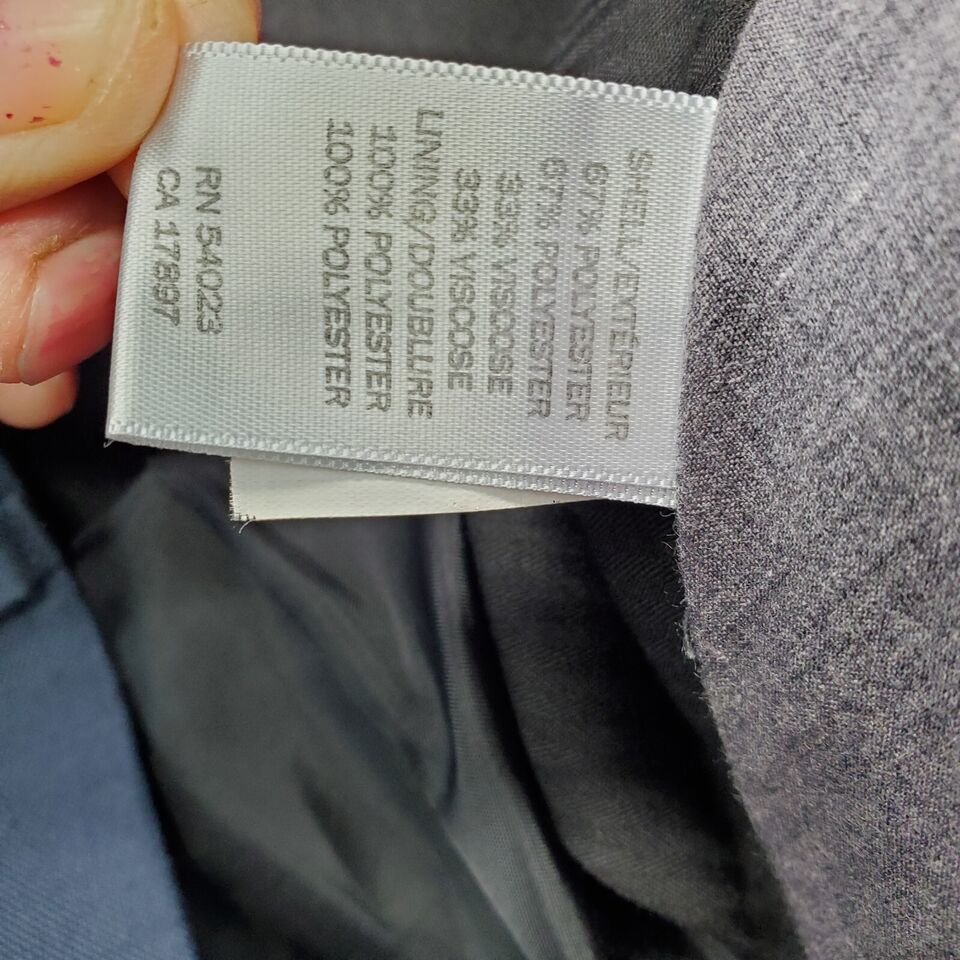 SHELL/EXTÉRIEUR
67% POLYESTER
67% POLYESTER
33% VISCOSE
33% VISCOSE
LINING/DOUBLURE
100% POLYESTER
100% POLYESTER
RN 54023
CA 17897